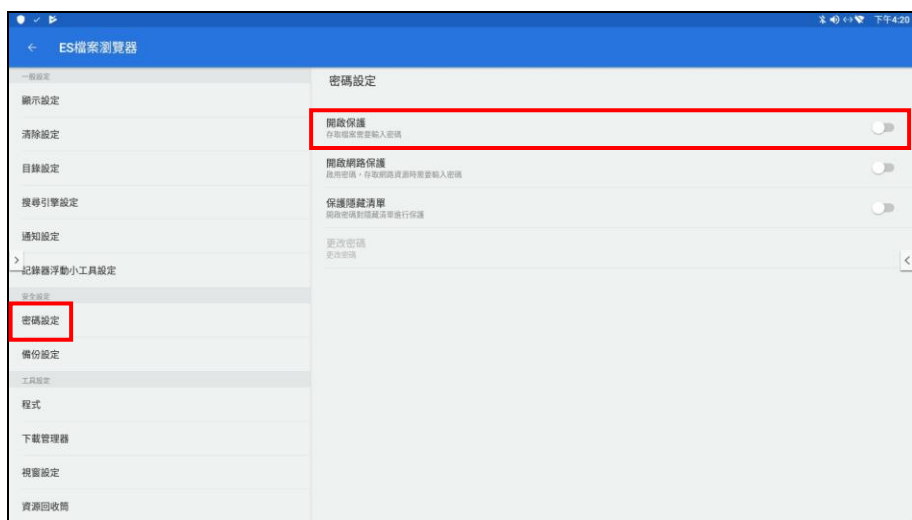 下午4:20
ES檔案瀏覽器
一般設定
顯示設定
清除設定
目錄設定
搜尋引擎設定
通知設定
記錄器浮動小工具設定
安全設定
密碼設定
備份設定
工具設定
程式
下載管理器
視窗設定
資源回收筒
密碼設定
開啟保護
存取檔案需要輸入密碼
開啟網路保護
啟用密碼，存取網路資源時需要輸入密碼
保護隱藏清單
開啟密碼對隱藏清單進行保護
更改密碼
更改密碼